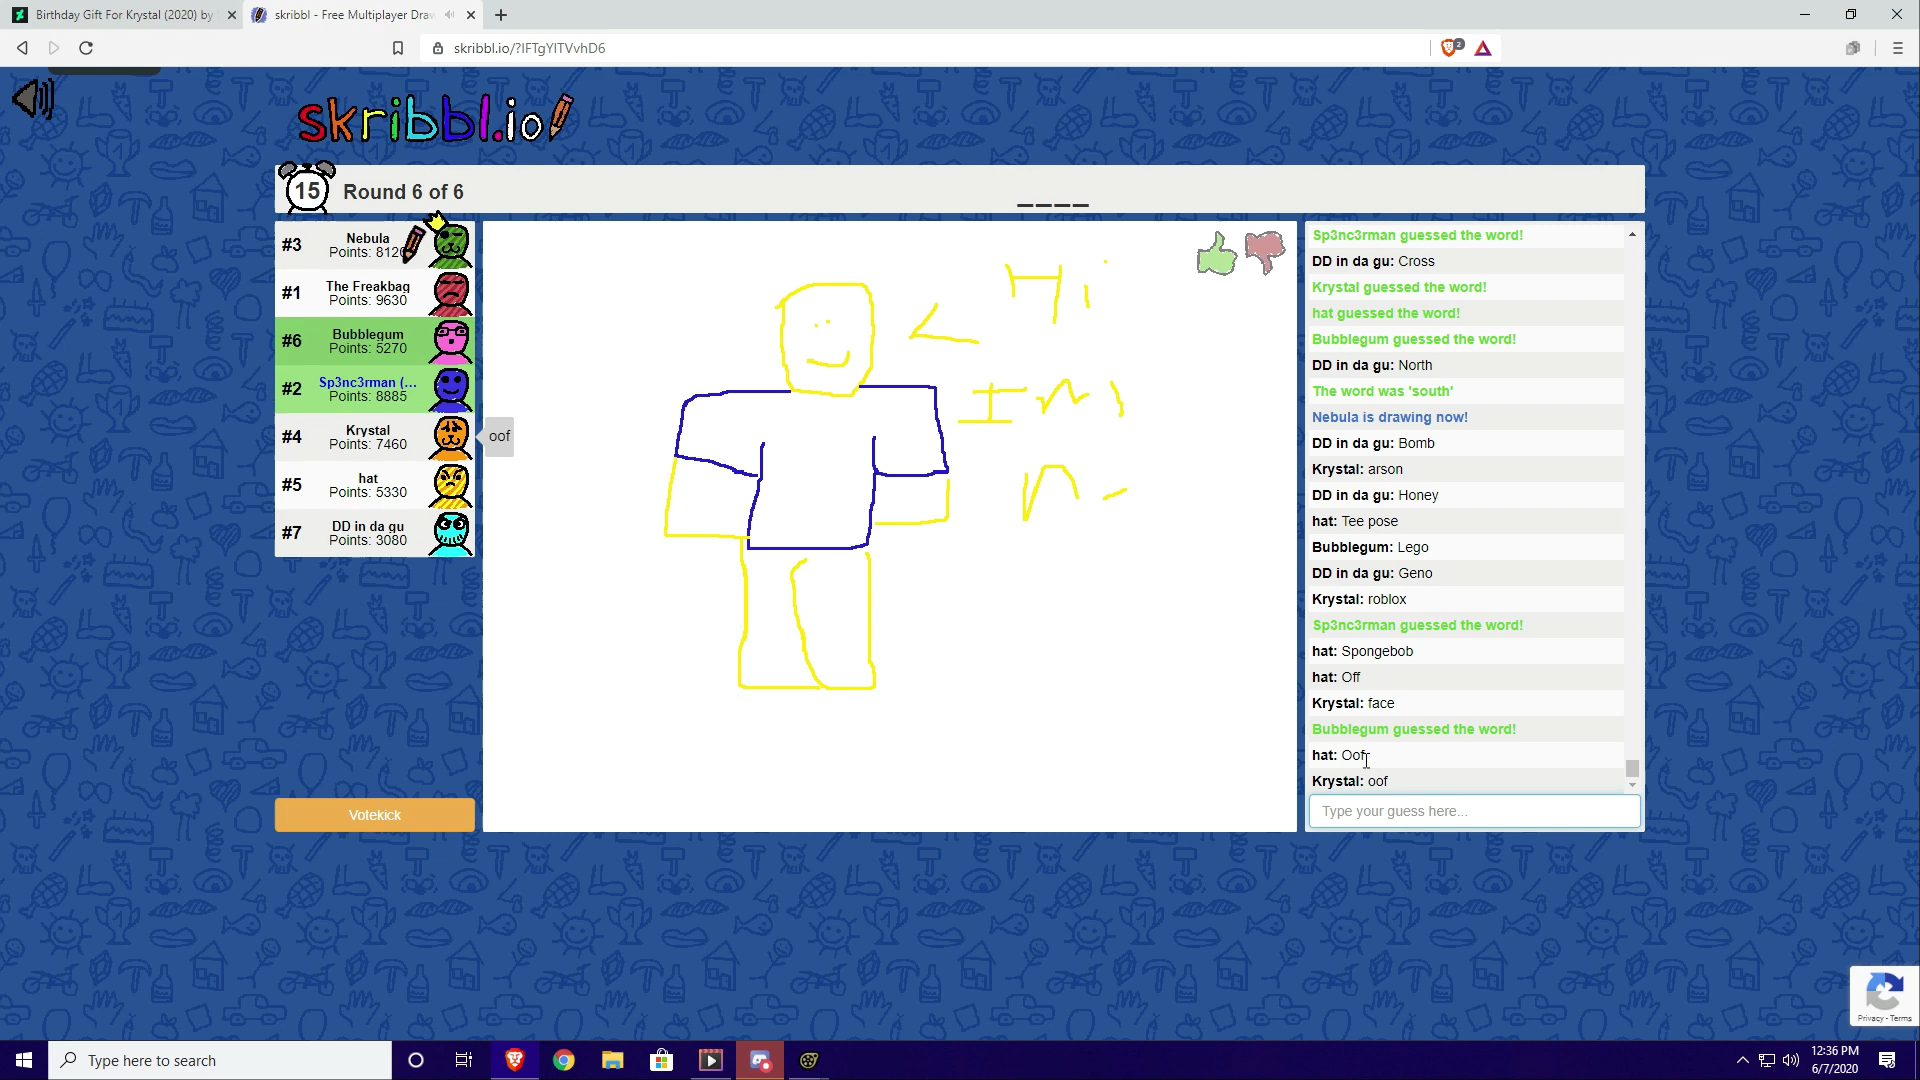 Birthday Gift For Krystal (2020) by
skribbl - Free Multiplayer Draw
skribbl.io/?IFTgYlTVvhD6
2
skribbl.io
15
Round 6 of 6
____
#3
Nebula
Points: 8120
#1
The Freakbag
Points: 9630
#6
Bubblegum
Points: 5270
#2
Sp3nc3rman (...
Points: 8885
#4
Krystal
Points: 7460
oof
#5
hat
Points: 5330
#7
DD in da gu
Points: 3080
Votekick
Hi
Sp3nc3rman guessed the word!
DD in da gu: Cross
Krystal guessed the word!
hat guessed the word!
Bubblegum guessed the word!
DD in da gu: North
The word was 'south'
Nebula is drawing now!
DD in da gu: Bomb
Krystal: arson
DD in da gu: Honey
hat: Tee pose
Bubblegum: Lego
DD in da gu: Geno
Krystal: roblox
Sp3nc3rman guessed the word!
hat: Spongebob
hat: Off
Krystal: face
Bubblegum guessed the word!
hat: Oof
Krystal: oof
Type your guess here...
Privacy - Terms
Type here to search
12:36 PM
6/7/2020